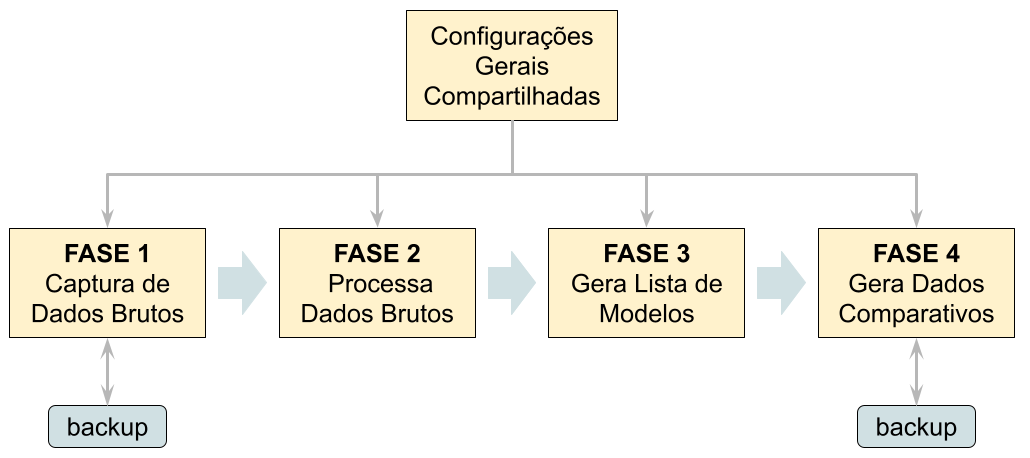 Configurações
Gerais
Compartilhadas
FASE 1
Captura de
Dados Brutos
FASE 2
Processa
Dados Brutos
FASE 3
Gera Lista de
Modelos
FASE 4
Gera Dados
Comparativos
backup
backup